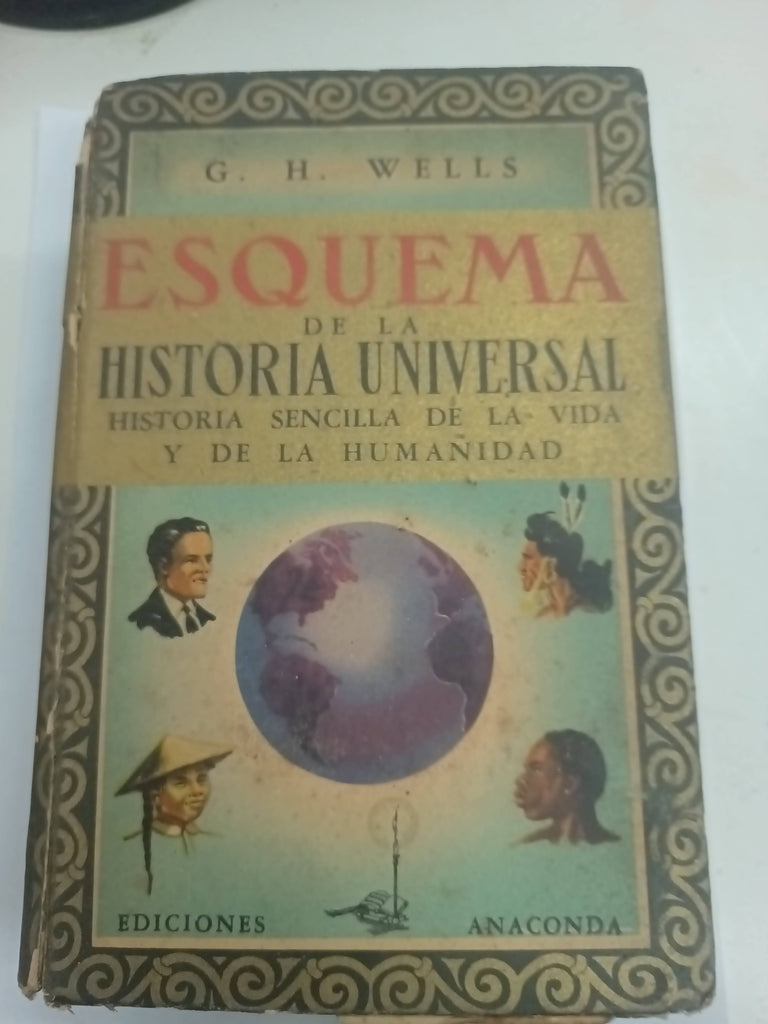 G. H. WELLS
ESQUEMA
DE LA
HISTORIA UNIVERSAL
HISTORIA SENCILLA DE LA VIDA
Y DE LA HUMANIDAD
EDICIONES ANACONDA